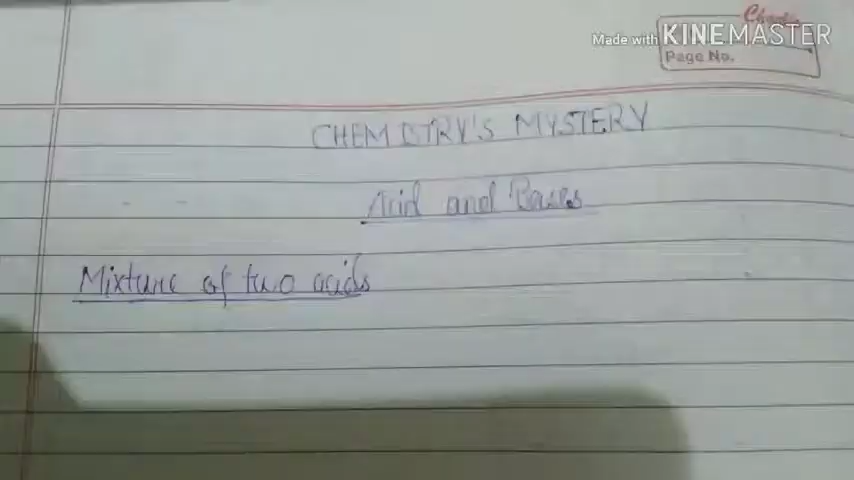 Made with KINEMASTER
Page No.
CHEMISTRY'S MYSTERY
Acid and Bases
Mixture of two acids